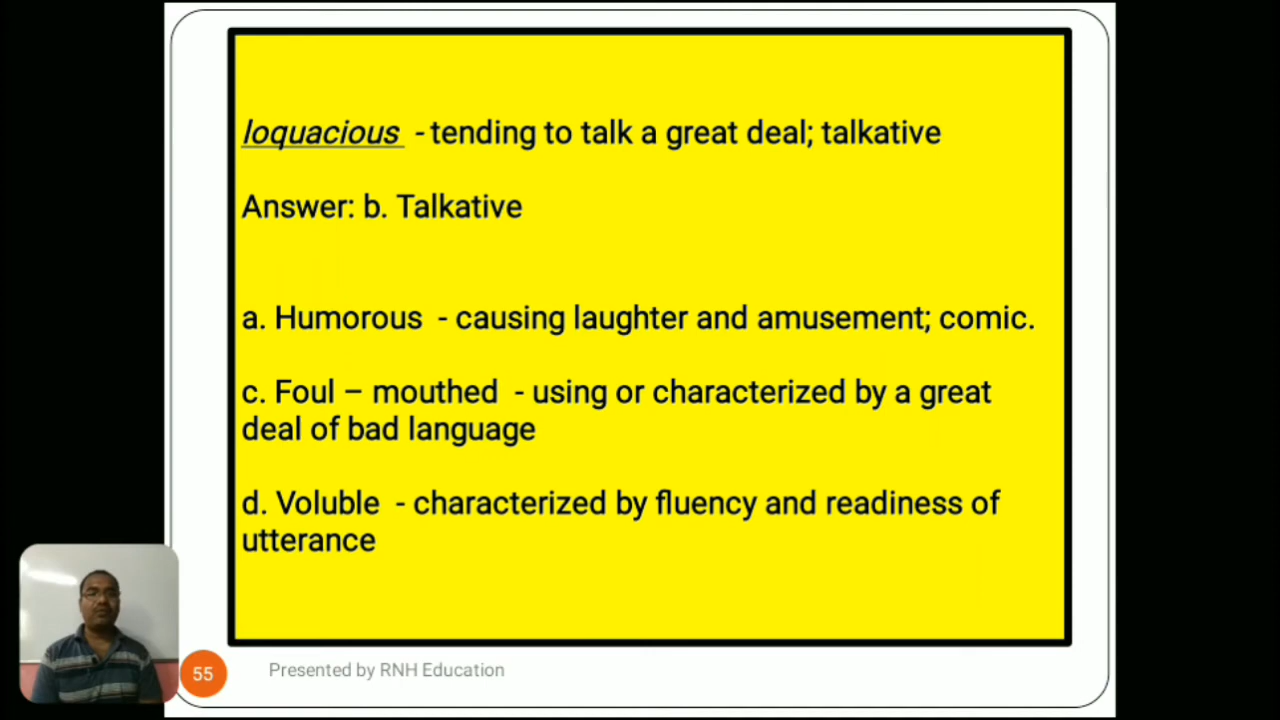 loquacious - tending to talk a great deal; talkative
Answer: b. Talkative
a. Humorous - causing laughter and amusement; comic.
c. Foul – mouthed - using or characterized by a great
deal of bad language
d. Voluble - characterized by fluency and readiness of
utterance
55
Presented by RNH Education